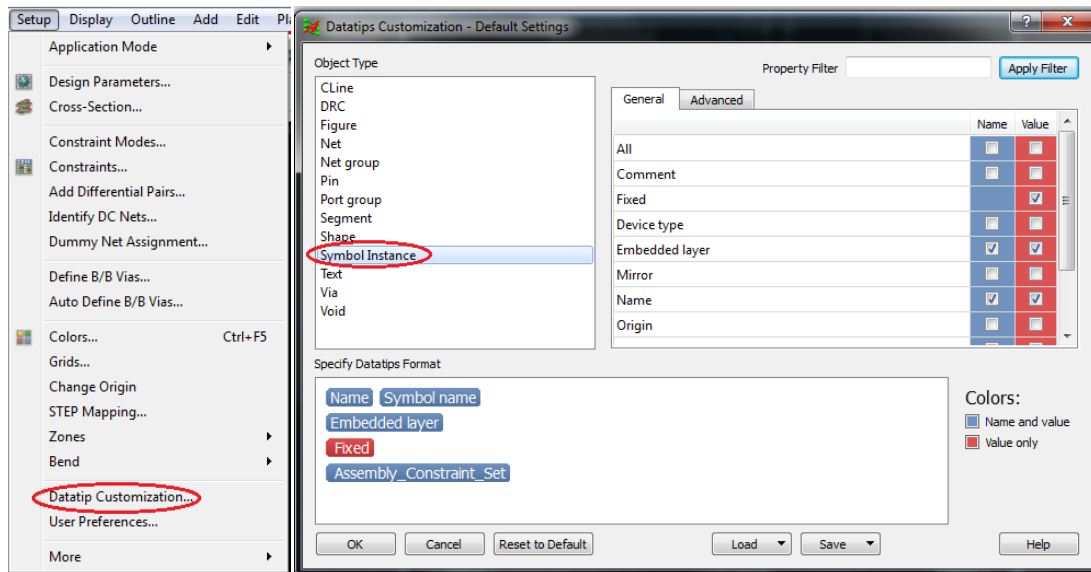 Setup Display Outline Add Edit
Application Mode
Design Parameters...
Cross-Section...
Constraint Modes...
Constraints...
Add Differential Pairs...
Identify DC Nets...
Dummy Net Assignment...
Define B/B Vias...
Auto Define B/B Vias...
Colors... Ctrl+F5
Grids...
Change Origin
STEP Mapping...
Zones
Bend
Datatip Customization...
User Preferences...
More
Datatips Customization - Default Settings
Object Type
CLine
DRC
Figure
Net
Net group
Pin
Port group
Segment
Shape
Symbol Instance
Text
Via
Void
Property Filter Apply Filter
General Advanced
Name Value
All
Comment
Fixed
Device type
Embedded layer
Mirror
Name
Origin
Specify Datatips Format
Name Symbol name
Embedded layer
Fixed
Assembly_Constraint_Set
Colors:
Name and value
Value only
OK Cancel Reset to Default Load Save Help